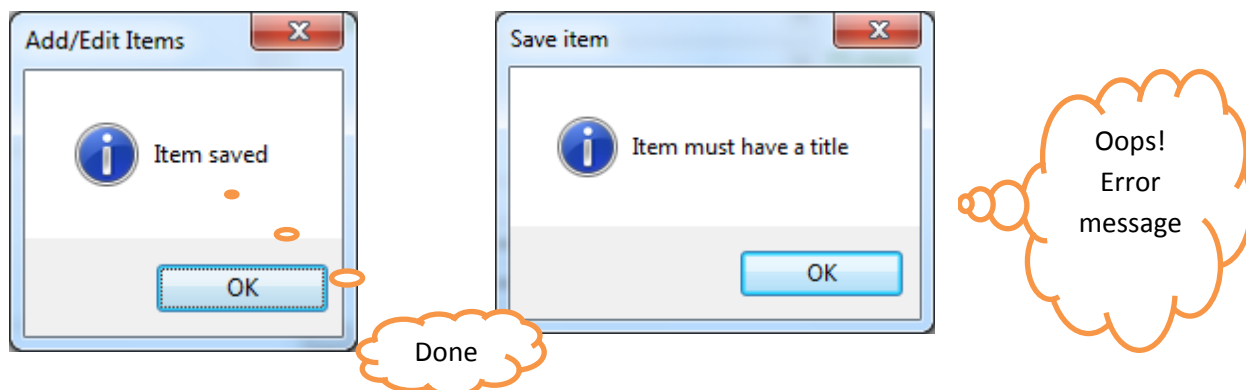 Add/Edit Items
Item saved
OK
Done
Save item
Item must have a title
OK
Oops!
Error
message